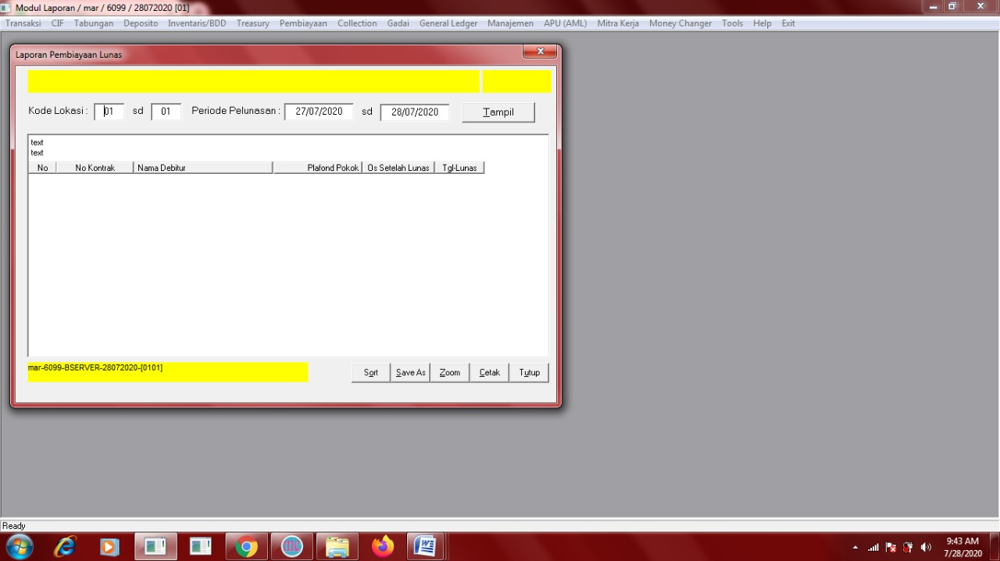 Modul Laporan / mar / 6099 / 28072020 [01]
Transaksi CIF Tabungan Deposito Inventaris/BDD Treasury Pembiayaan Collection Gadai General Ledger Manajemen APU (AML) Mitra Kerja Money Changer Tools Help Exit
Laporan Pembiayaan Lunas
Kode Lokasi : 01 sd 01 Periode Pelunasan : 27/07/2020 sd 28/07/2020 Tampil
text
text
No No Kontrak Nama Debitur Plafond Pokok Os Setelah Lunas Tgl-Lunas
mar-6099-BSERVER-28072020-[0101]
Sort Save As Zoom Cetak Tutup
Ready
9:43 AM
7/28/2020